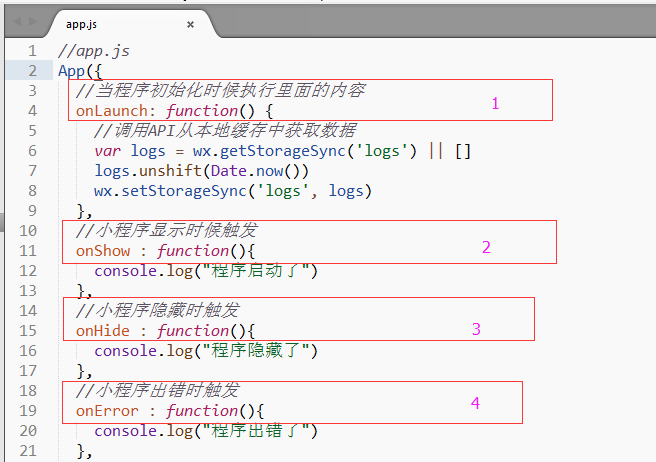 app.js ×
1 //app.js
2 App({
3 //当程序初始化时候执行里面的内容
4 onLaunch: function() { 1
5 //调用API从本地缓存中获取数据
6 var logs = wx.getStorageSync('logs') || []
7 logs.unshift(Date.now())
8 wx.setStorageSync('logs', logs)
9 },
10 //小程序显示时候触发
11 onShow : function(){ 2
12 console.log("程序启动了")
13 },
14 //小程序隐藏时触发
15 onHide : function(){ 3
16 console.log("程序隐藏了")
17 },
18 //小程序出错时触发
19 onError : function(){ 4
20 console.log("程序出错了")
21 },